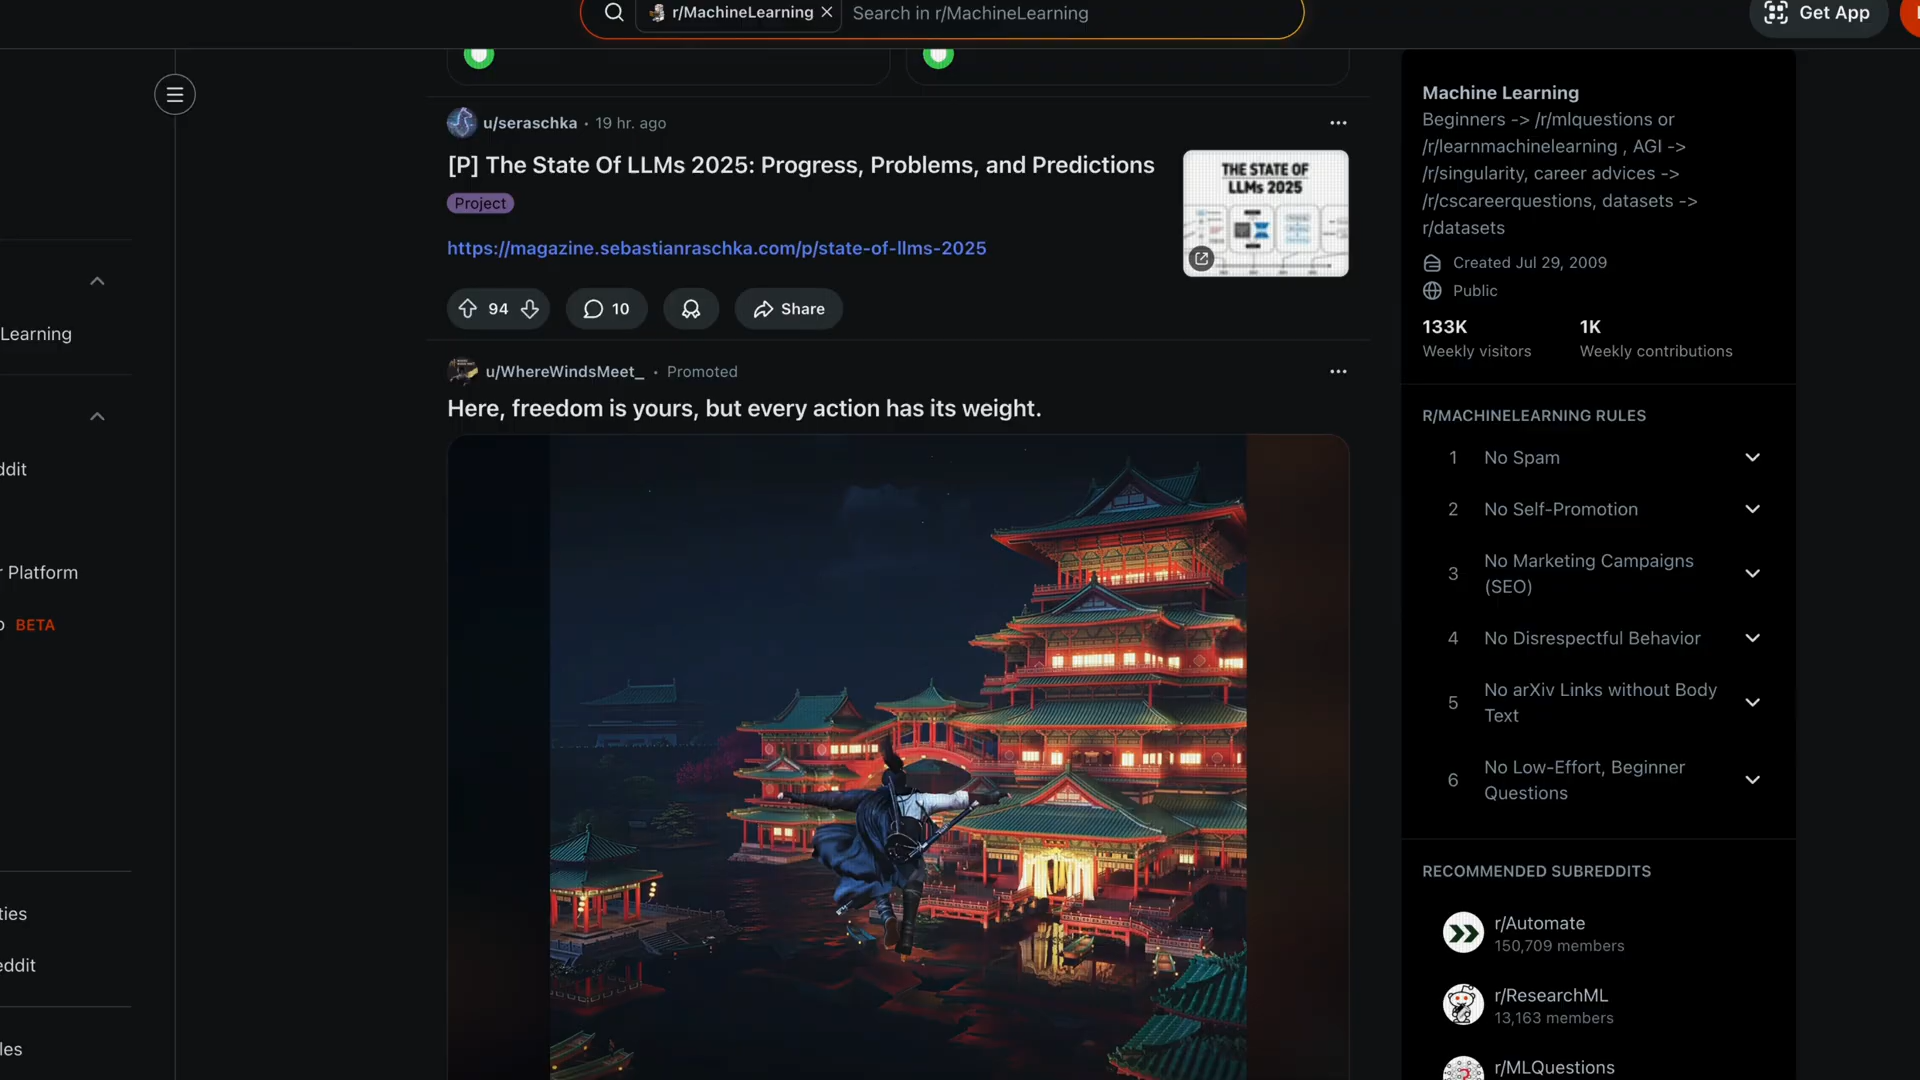 r/MachineLearning
Search in r/MachineLearning
Get App
u/seraschka • 19 hr. ago
[P] The State Of LLMs 2025: Progress, Problems, and Predictions
Project
https://magazine.sebastianraschka.com/p/state-of-llms-2025
THE STATE OF
LLMs 2025
94
10
Share
u/WhereWindsMeet_ • Promoted
Here, freedom is yours, but every action has its weight.
Learning
ddit
r Platform
BETA
ties
eddit
les
Machine Learning
Beginners -> /r/mlquestions or
/r/learnmachinelearning , AGI ->
/r/singularity, career advices ->
/r/cscareerquestions, datasets ->
r/datasets
Created Jul 29, 2009
Public
133K
Weekly visitors
1K
Weekly contributions
R/MACHINELEARNING RULES
1 No Spam
2 No Self-Promotion
3 No Marketing Campaigns
(SEO)
4 No Disrespectful Behavior
5 No arXiv Links without Body
Text
6 No Low-Effort, Beginner
Questions
RECOMMENDED SUBREDDITS
r/Automate
150,709 members
r/ResearchML
13,163 members
r/MLQuestions